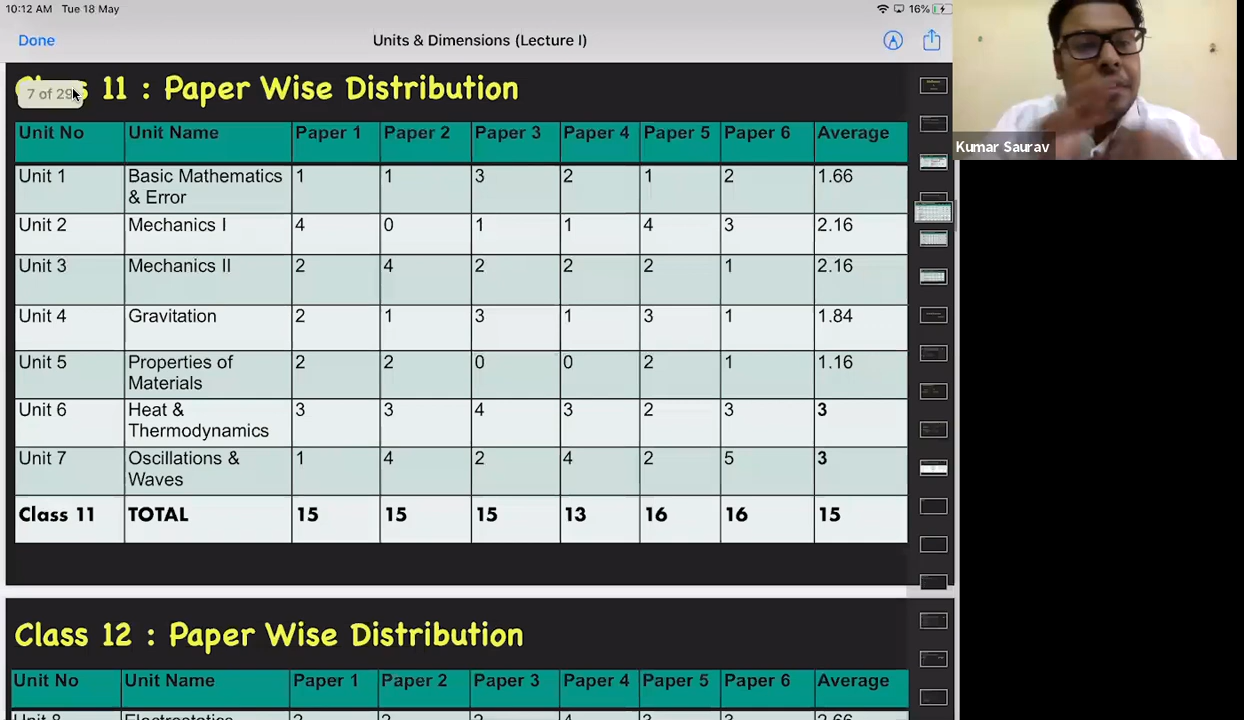 10:12 AM Tue 18 May 16%
Done Units & Dimensions (Lecture I)
Class 11 : Paper Wise Distribution
7 of 29
Unit No Unit Name Paper 1 Paper 2 Paper 3 Paper 4 Paper 5 Paper 6 Average
Unit 1 Basic Mathematics & Error 1 1 3 2 1 2 1.66
Unit 2 Mechanics I 4 0 1 1 4 3 2.16
Unit 3 Mechanics II 2 4 2 2 2 1 2.16
Unit 4 Gravitation 2 1 3 1 3 1 1.84
Unit 5 Properties of Materials 2 2 0 0 2 1 1.16
Unit 6 Heat & Thermodynamics 3 3 4 3 2 3 3
Unit 7 Oscillations & Waves 1 4 2 4 2 5 3
Class 11 TOTAL 15 15 15 13 16 16 15
Class 12 : Paper Wise Distribution
Unit No Unit Name Paper 1 Paper 2 Paper 3 Paper 4 Paper 5 Paper 6 Average
Kumar Saurav